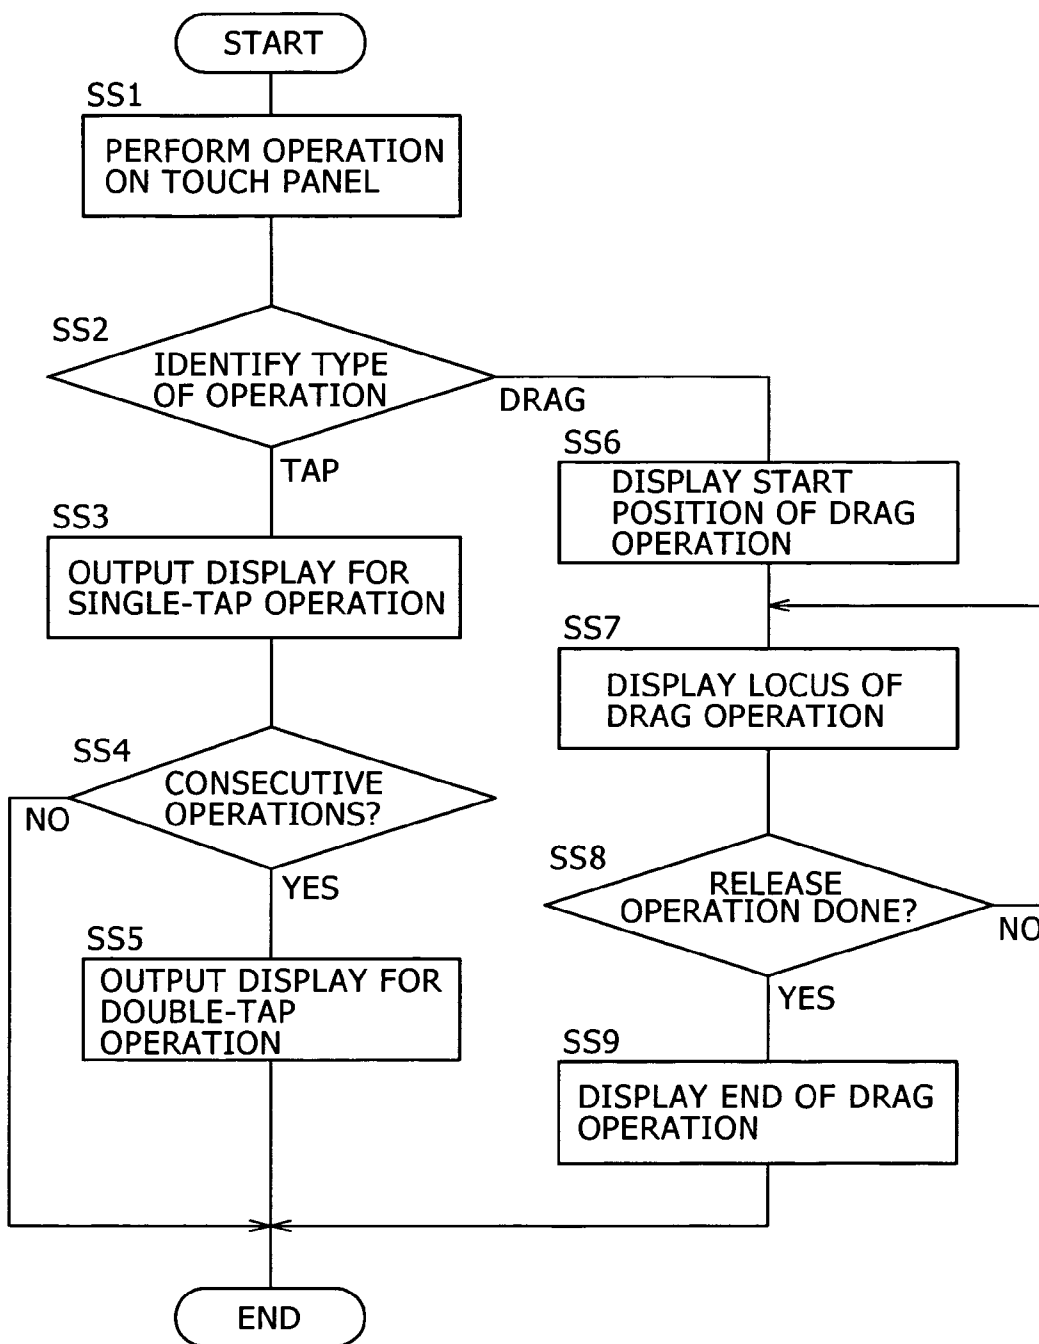 START
SS1
PERFORM OPERATION
ON TOUCH PANEL
SS2
IDENTIFY TYPE
OF OPERATION
DRAG
TAP
SS3
OUTPUT DISPLAY FOR
SINGLE-TAP OPERATION
SS4
CONSECUTIVE
OPERATIONS?
NO
YES
SS5
OUTPUT DISPLAY FOR
DOUBLE-TAP
OPERATION
SS6
DISPLAY START
POSITION OF DRAG
OPERATION
SS7
DISPLAY LOCUS OF
DRAG OPERATION
SS8
RELEASE
OPERATION DONE?
NO
YES
SS9
DISPLAY END OF DRAG
OPERATION
END